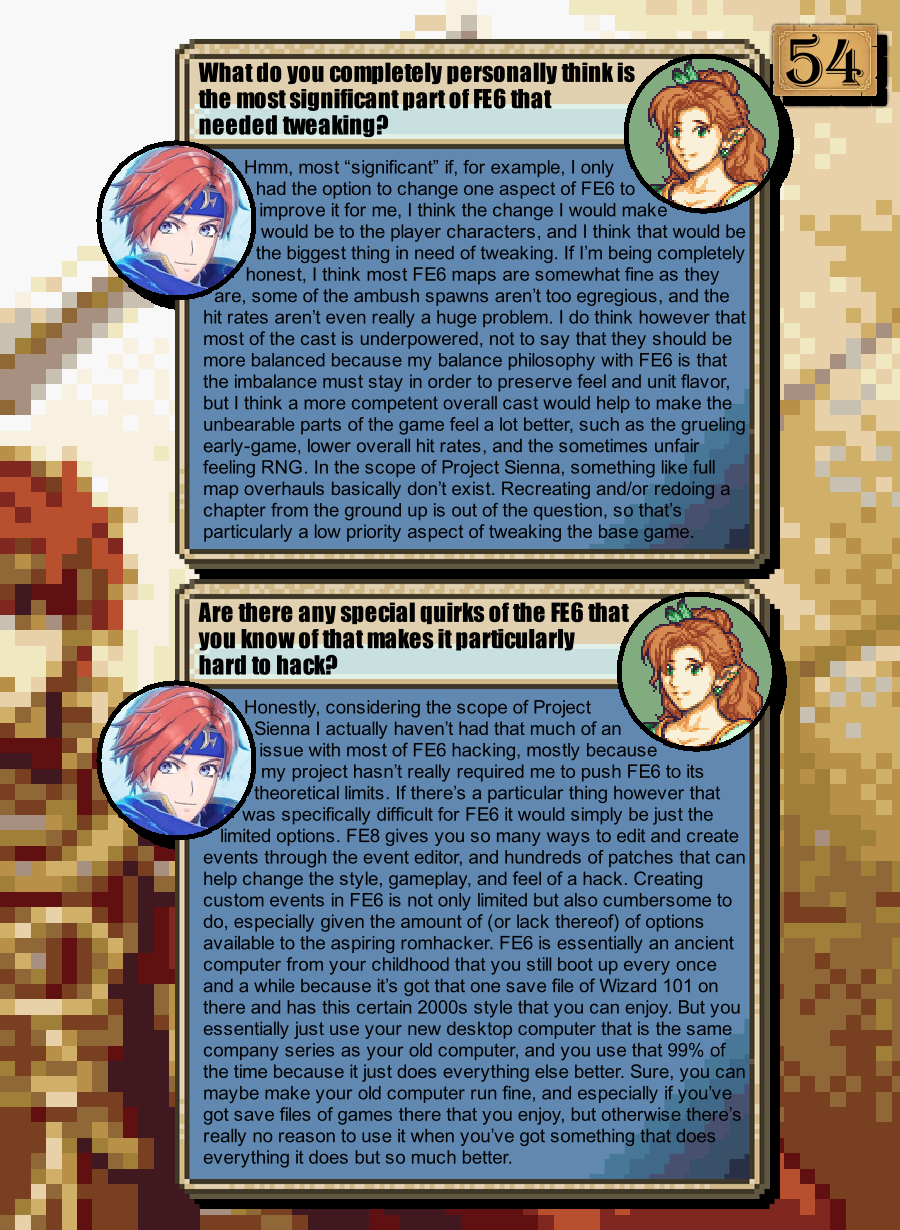 54
What do you completely personally think is
the most significant part of FE6 that
needed tweaking?
Hmm, most “significant” if, for example, I only
had the option to change one aspect of FE6 to
improve it for me, I think the change I would make
would be to the player characters, and I think that would be
the biggest thing in need of tweaking. If I’m being completely
honest, I think most FE6 maps are somewhat fine as they
are, some of the ambush spawns aren’t too egregious, and the
hit rates aren’t even really a huge problem. I do think however that
most of the cast is underpowered, not to say that they should be
more balanced because my balance philosophy with FE6 is that
the imbalance must stay in order to preserve feel and unit flavor,
but I think a more competent overall cast would help to make the
unbearable parts of the game feel a lot better, such as the grueling
early-game, lower overall hit rates, and the sometimes unfair
feeling RNG. In the scope of Project Sienna, something like full
map overhauls basically don’t exist. Recreating and/or redoing a
chapter from the ground up is out of the question, so that’s
particularly a low priority aspect of tweaking the base game.
Are there any special quirks of the FE6 that
you know of that makes it particularly
hard to hack?
Honestly, considering the scope of Project
Sienna I actually haven’t had that much of an
issue with most of FE6 hacking, mostly because
my project hasn’t really required me to push FE6 to its
theoretical limits. If there’s a particular thing however that
was specifically difficult for FE6 it would simply be just the
limited options. FE8 gives you so many ways to edit and create
events through the event editor, and hundreds of patches that can
help change the style, gameplay, and feel of a hack. Creating
custom events in FE6 is not only limited but also cumbersome to
do, especially given the amount of (or lack thereof) of options
available to the aspiring romhacker. FE6 is essentially an ancient
computer from your childhood that you still boot up every once
and a while because it’s got that one save file of Wizard 101 on
there and has this certain 2000s style that you can enjoy. But you
essentially just use your new desktop computer that is the same
company series as your old computer, and you use that 99% of
the time because it just does everything else better. Sure, you can
maybe make your old computer run fine, and especially if you’ve
got save files of games there that you enjoy, but otherwise there’s
really no reason to use it when you’ve got something that does
everything it does but so much better.